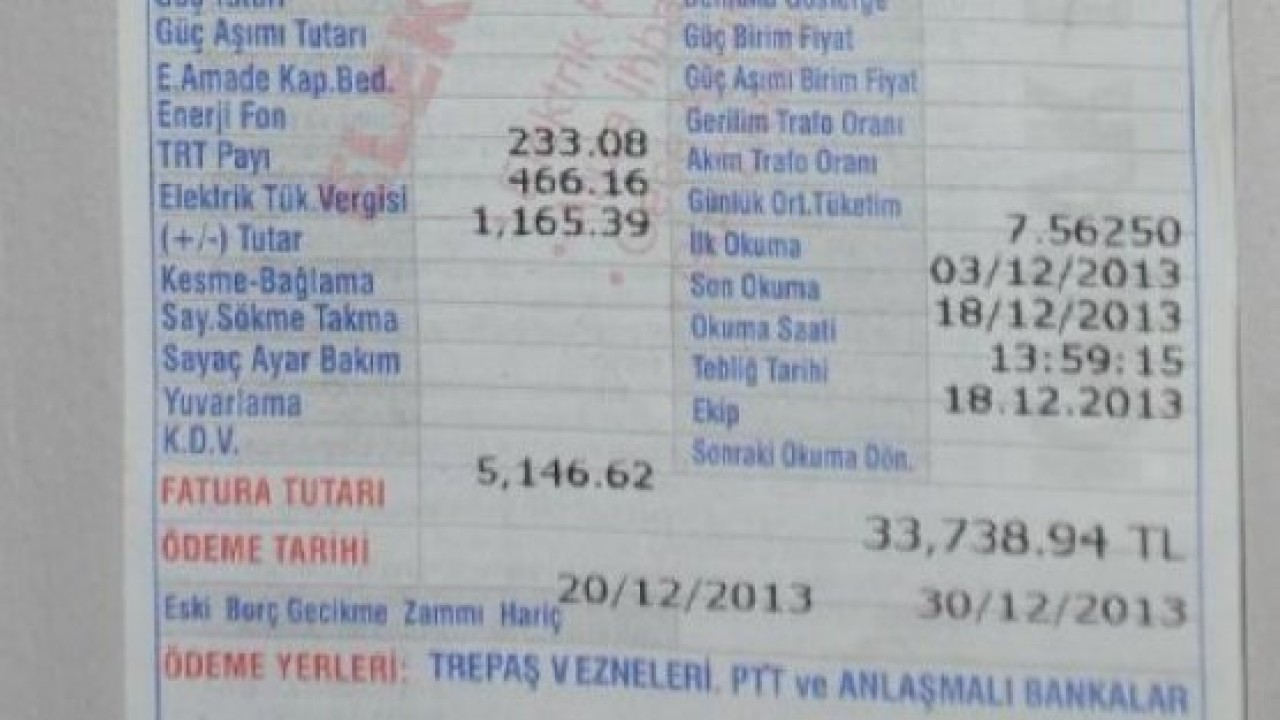 Güç Aşımı Tutarı
E.Amade Kap.Bed.
Enerji Fon
TRT Payı 233.08
Elektrik Tük.Vergisi 466.16
(+/-) Tutar 1,165.39
Kesme-Bağlama
Say.Sökme Takma
Sayaç Ayar Bakım
Yuvarlama
K.D.V.
5,146.62
Güç Birim Fiyat
Güç Aşımı Birim Fiyat
Gerilim Trafo Oranı
Akım Trafo Oranı
Günlük Ort.Tüketim
İlk Okuma 7.56250
Son Okuma 03/12/2013
Okuma Saati 18/12/2013
Tebliğ Tarihi 13:59:15
Ekip 18.12.2013
Sonraki Okuma Dön.
FATURA TUTARI
33,738.94 TL
ÖDEME TARİHİ
20/12/2013 30/12/2013
Eski Borç Gecikme Zammı Hariç
ÖDEME YERLERİ: TREPAŞ VEZNELERİ, PTT ve ANLAŞMALI BANKALAR